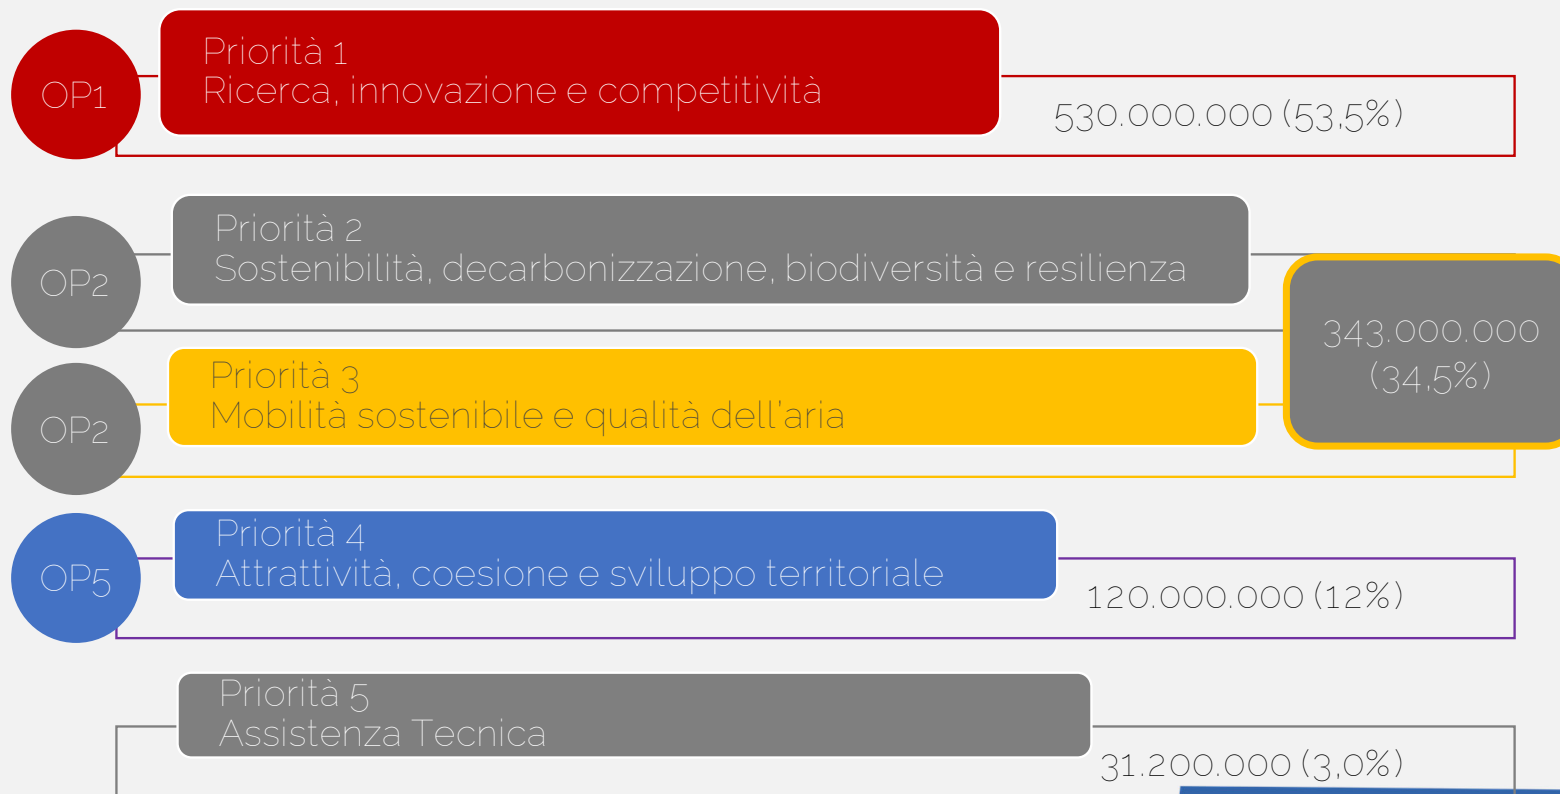 OP1
Priorità 1
Ricerca, innovazione e competitività
530.000.000 (53,5%)
OP2
Priorità 2
Sostenibilità, decarbonizzazione, biodiversità e resilienza
343.000.000
(34,5%)
OP2
Priorità 3
Mobilità sostenibile e qualità dell'aria
OP5
Priorità 4
Attrattività, coesione e sviluppo territoriale
120.000.000 (12%)
Priorità 5
Assistenza Tecnica
31.200.000 (3,0%)